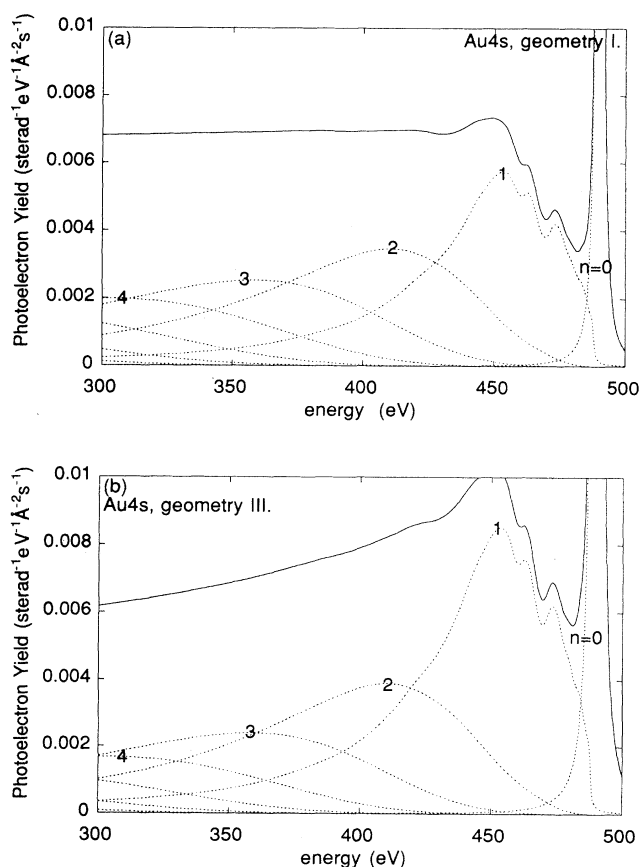 (a)
Au4s, geometry I.
Photoelectron Yield (sterad⁻¹eV⁻¹Å⁻²s⁻¹)
0.01
0.008
0.006
0.004
0.002
0
1
2
3
4
n=0
300 350 400 450 500
energy (eV)
(b)
Au4s, geometry III.
Photoelectron Yield (sterad⁻¹eV⁻¹Å⁻²s⁻¹)
0.01
0.008
0.006
0.004
0.002
0
1
n=0
2
3
4
300 350 400 450 500
energy (eV)